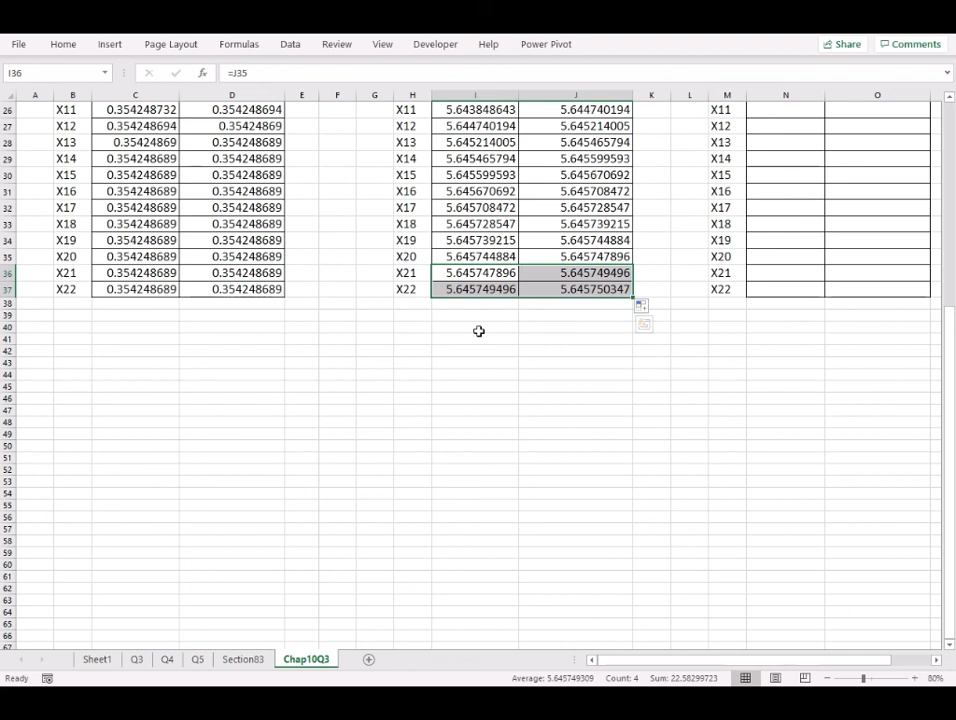 File Home Insert Page Layout Formulas Data Review View Developer Help Power Pivot Share Comments
I36 fx =J35
A B C D E F G H I J K L M N O
26 X11 0.354248732 0.354248694 X11 5.643848643 5.644740194 X11
27 X12 0.354248694 0.35424869 X12 5.644740194 5.645214005 X12
28 X13 0.35424869 0.354248689 X13 5.645214005 5.645465794 X13
29 X14 0.354248689 0.354248689 X14 5.645465794 5.645599593 X14
30 X15 0.354248689 0.354248689 X15 5.645599593 5.645670692 X15
31 X16 0.354248689 0.354248689 X16 5.645670692 5.645708472 X16
32 X17 0.354248689 0.354248689 X17 5.645708472 5.645728547 X17
33 X18 0.354248689 0.354248689 X18 5.645728547 5.645739215 X18
34 X19 0.354248689 0.354248689 X19 5.645739215 5.645744884 X19
35 X20 0.354248689 0.354248689 X20 5.645744884 5.645747896 X20
36 X21 0.354248689 0.354248689 X21 5.645747896 5.645749496 X21
37 X22 0.354248689 0.354248689 X22 5.645749496 5.645750347 X22
38
39
40
41
42
43
44
45
46
47
48
49
50
51
52
53
54
55
56
57
58
59
60
61
62
63
64
65
66
67
Sheet1 Q3 Q4 Q5 Section83 Chap10Q3
Ready Average: 5.645749309 Count: 4 Sum: 22.58299723 80%